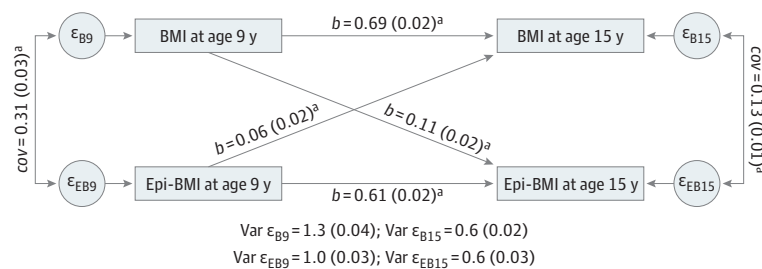 ε_B9
BMI at age 9 y
b = 0.69 (0.02)ᵃ
BMI at age 15 y
ε_B15
cov = 0.31 (0.03)ᵃ
b = 0.06 (0.02)ᵃ
b = 0.11 (0.02)ᵃ
cov = 0.13 (0.01)ᵃ
ε_EB9
Epi-BMI at age 9 y
b = 0.61 (0.02)ᵃ
Epi-BMI at age 15 y
ε_EB15
Var ε_B9 = 1.3 (0.04); Var ε_B15 = 0.6 (0.02)
Var ε_EB9 = 1.0 (0.03); Var ε_EB15 = 0.6 (0.03)